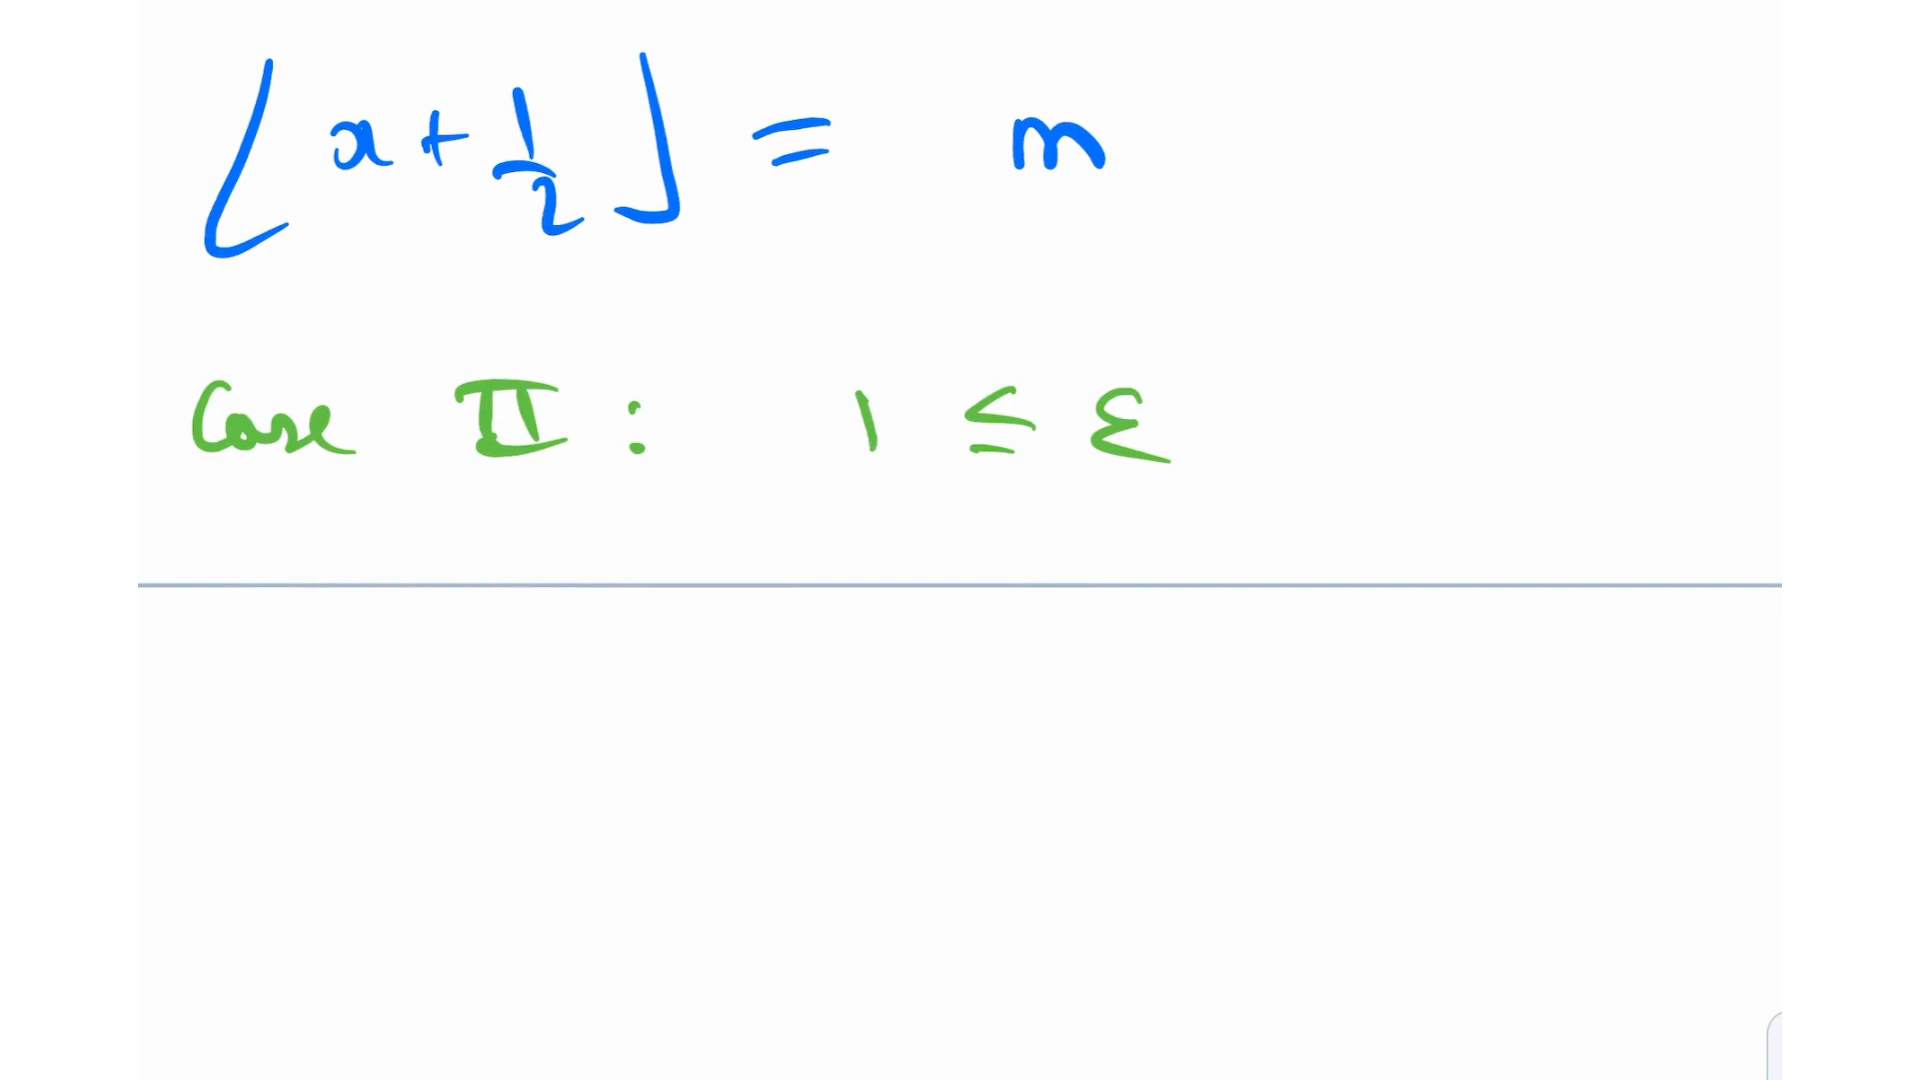 ⌊x + 1/2⌋ = m
Case II : 1 ≤ ε